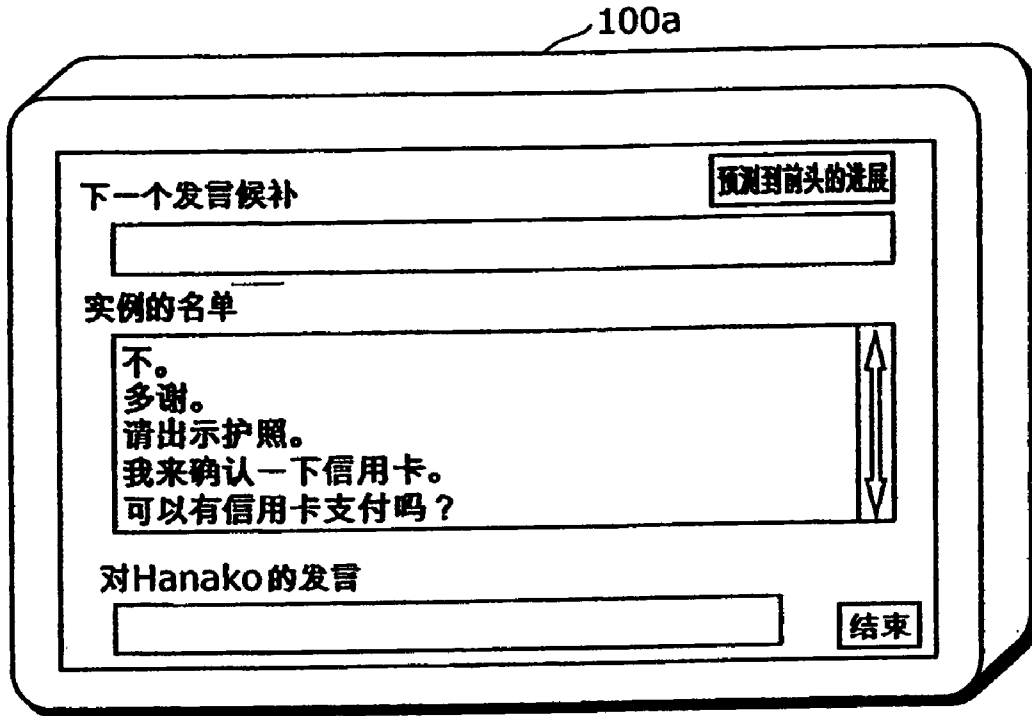 100a
下一个发言候补
预测到前头的进展
实例的名单
不。
多谢。
请出示护照。
我来确认一下信用卡。
可以有信用卡支付吗？
对Hanako的发言
结束